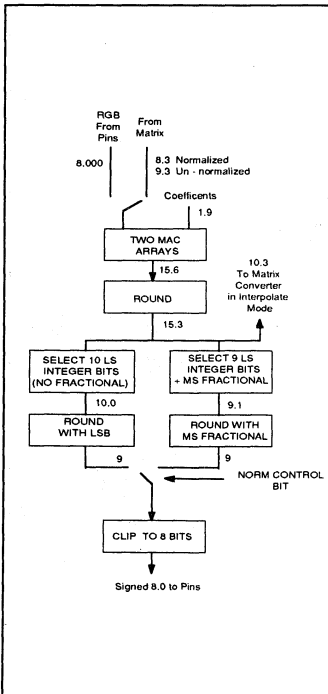 RGB
From
Pins
From
Matrix
8.000
8.3 Normalized
9.3 Un - normalized
Coefficents
1.9
TWO MAC
ARRAYS
15.6
ROUND
10.3
To Matrix
Converter
in Interpolate
Mode
15.3
SELECT 10 LS
INTEGER BITS
(NO FRACTIONAL)
SELECT 9 LS
INTEGER BITS
+ MS FRACTIONAL
10.0
9.1
ROUND
WITH LSB
ROUND WITH
MS FRACTIONAL
9
9
NORM CONTROL
BIT
CLIP TO 8 BITS
Signed 8.0 to Pins